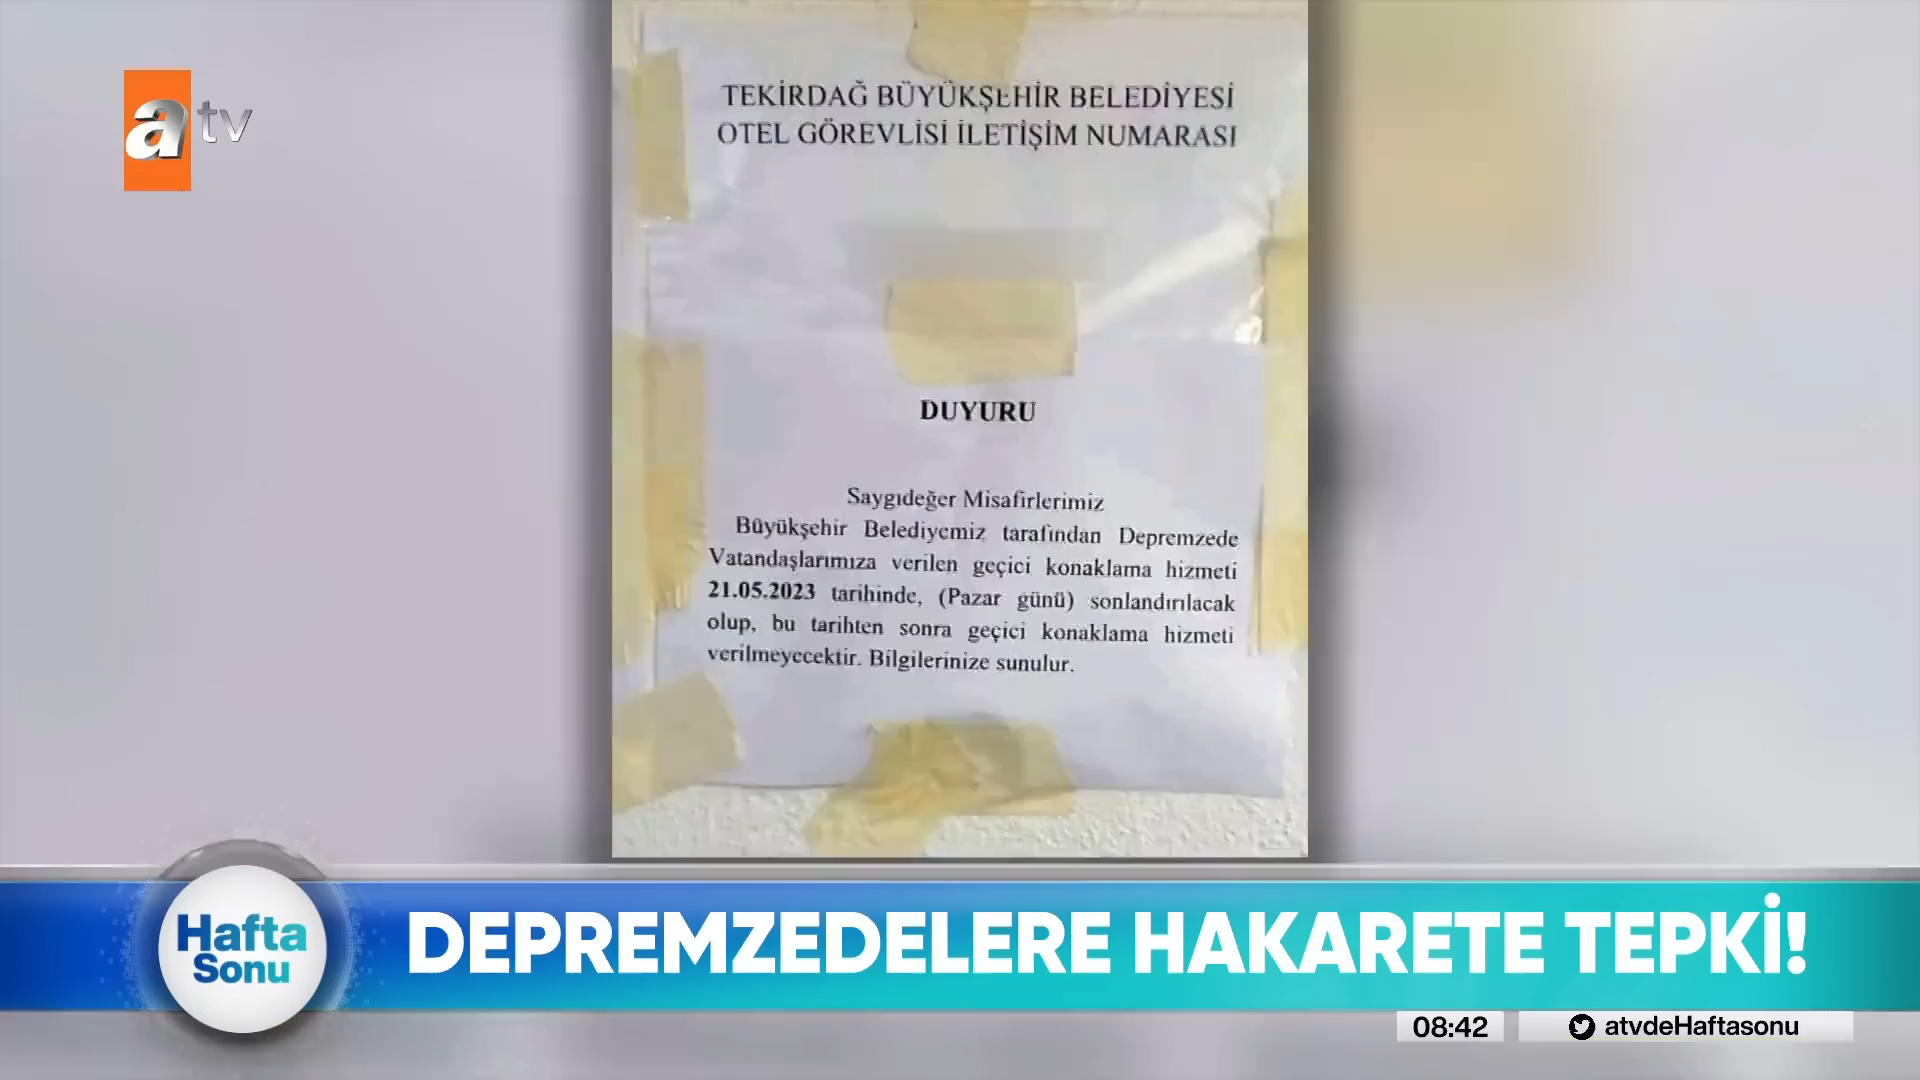 atv
TEKİRDAĞ BÜYÜKŞEHİR BELEDİYESİ
OTEL GÖREVLİSİ İLETİŞİM NUMARASI
DUYURU
Saygıdeğer Misafirlerimiz
Büyükşehir Belediyemiz tarafından Depremzede
Vatandaşlarımıza verilen geçici konaklama hizmeti
21.05.2023 tarihinde, (Pazar günü) sonlandırılacak
olup, bu tarihten sonra geçici konaklama hizmeti
verilmeyecektir. Bilgilerinize sunulur.
Hafta
Sonu
DEPREMZEDELERE HAKARETE TEPKİ!
08:42
atvdeHaftasonu